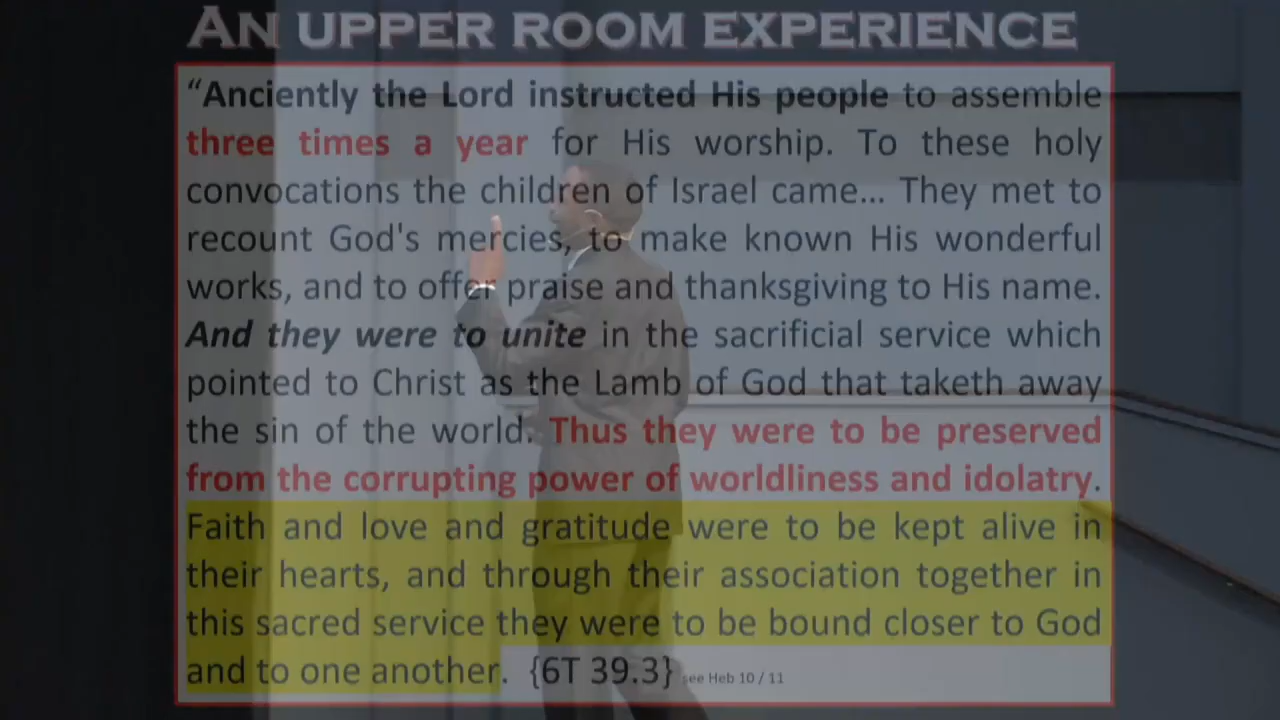 AN UPPER ROOM EXPERIENCE
“Anciently the Lord instructed His people to assemble
three times a year for His worship. To these holy
convocations the children of Israel came... They met to
recount God's mercies, to make known His wonderful
works, and to offer praise and thanksgiving to His name.
And they were to unite in the sacrificial service which
pointed to Christ as the Lamb of God that taketh away
the sin of the world. Thus they were to be preserved
from the corrupting power of worldliness and idolatry.
Faith and love and gratitude were to be kept alive in
their hearts, and through their association together in
this sacred service they were to be bound closer to God
and to one another. {6T 39.3} see Heb 10 / 11